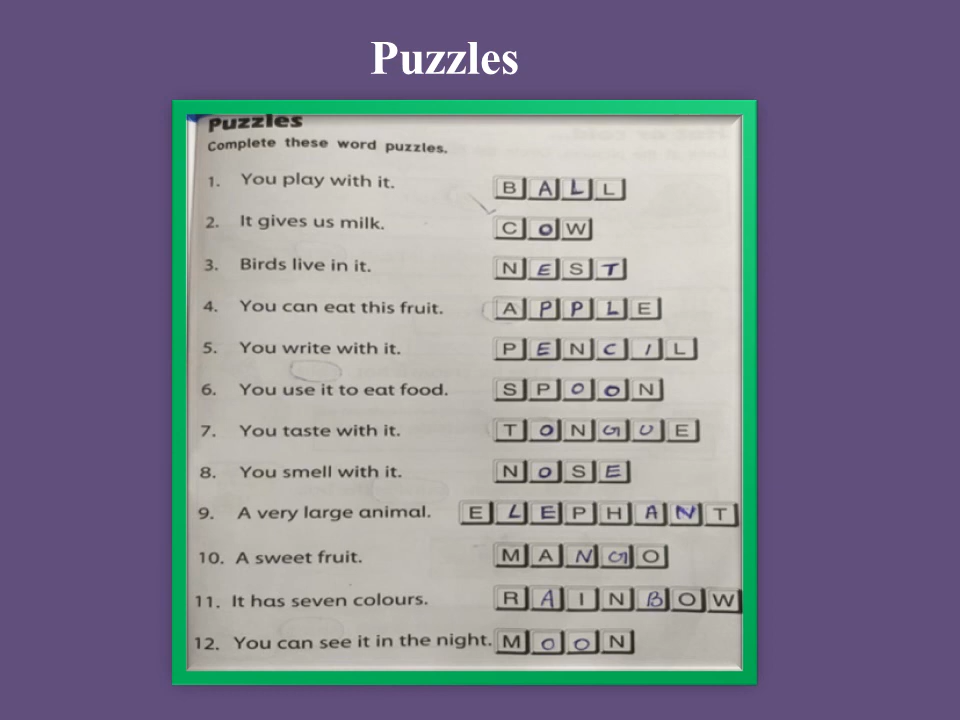 Puzzles
Puzzles
Complete these word puzzles.
1. You play with it. BALL
2. It gives us milk. COW
3. Birds live in it. NEST
4. You can eat this fruit. APPLE
5. You write with it. PENCIL
6. You use it to eat food. SPOON
7. You taste with it. TONGUE
8. You smell with it. NOSE
9. A very large animal. ELEPHANT
10. A sweet fruit. MANGO
11. It has seven colours. RAINBOW
12. You can see it in the night. MOON